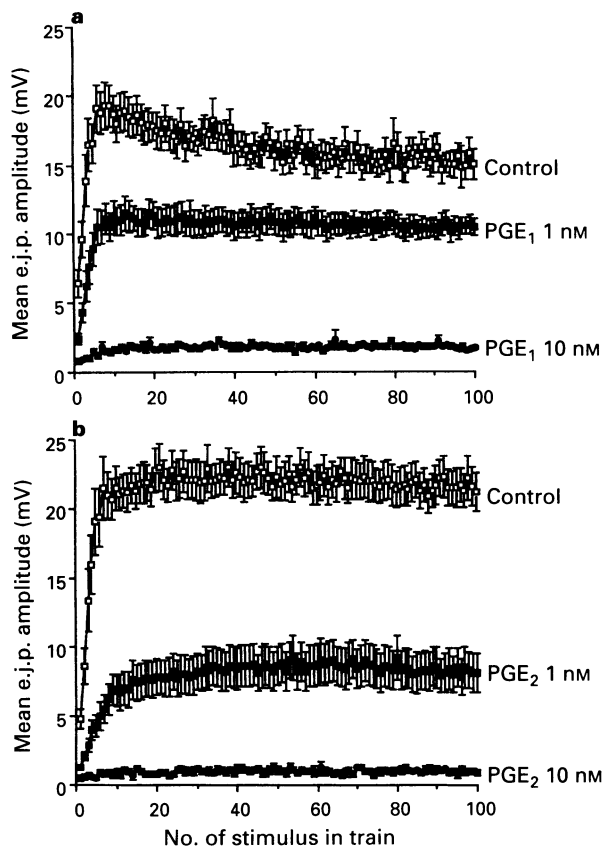 a
Mean e.j.p. amplitude (mV)
25
20
15
10
5
0
Control
PGE₁ 1 nM
PGE₁ 10 nM
0 20 40 60 80 100
b
Mean e.j.p. amplitude (mV)
25
20
15
10
5
0
Control
PGE₂ 1 nM
PGE₂ 10 nM
0 20 40 60 80 100
No. of stimulus in train